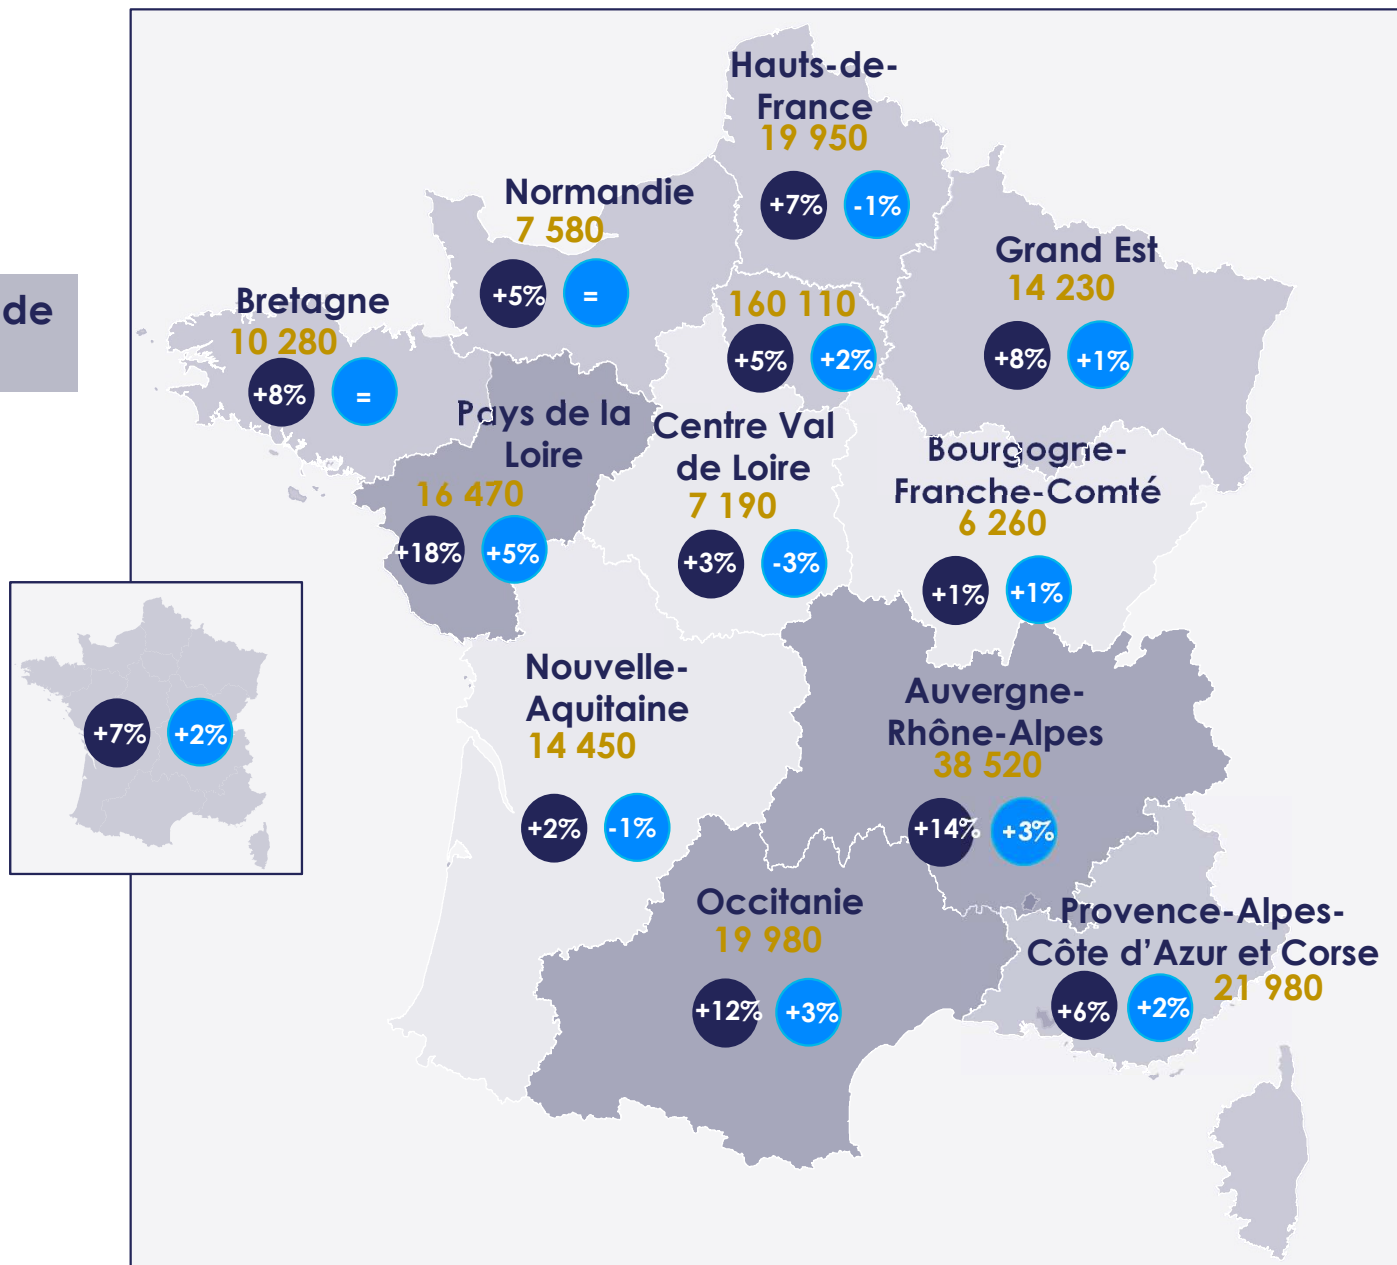 Hauts-de-
France
19 950
+7% -1%
Normandie
7 580
+5% =
Grand Est
14 230
+8% +1%
de
Bretagne
10 280
+8% =
160 110
+5% +2%
Pays de la
Loire
16 470
+18% +5%
Centre Val
de Loire
7 190
+3% -3%
Bourgogne-
Franche-Comté
6 260
+1% +1%
+7% +2%
Nouvelle-
Aquitaine
14 450
+2% -1%
Auvergne-
Rhône-Alpes
38 520
+14% +3%
Occitanie
19 980
+12% +3%
Provence-Alpes-
Côte d’Azur et Corse
21 980
+6% +2%